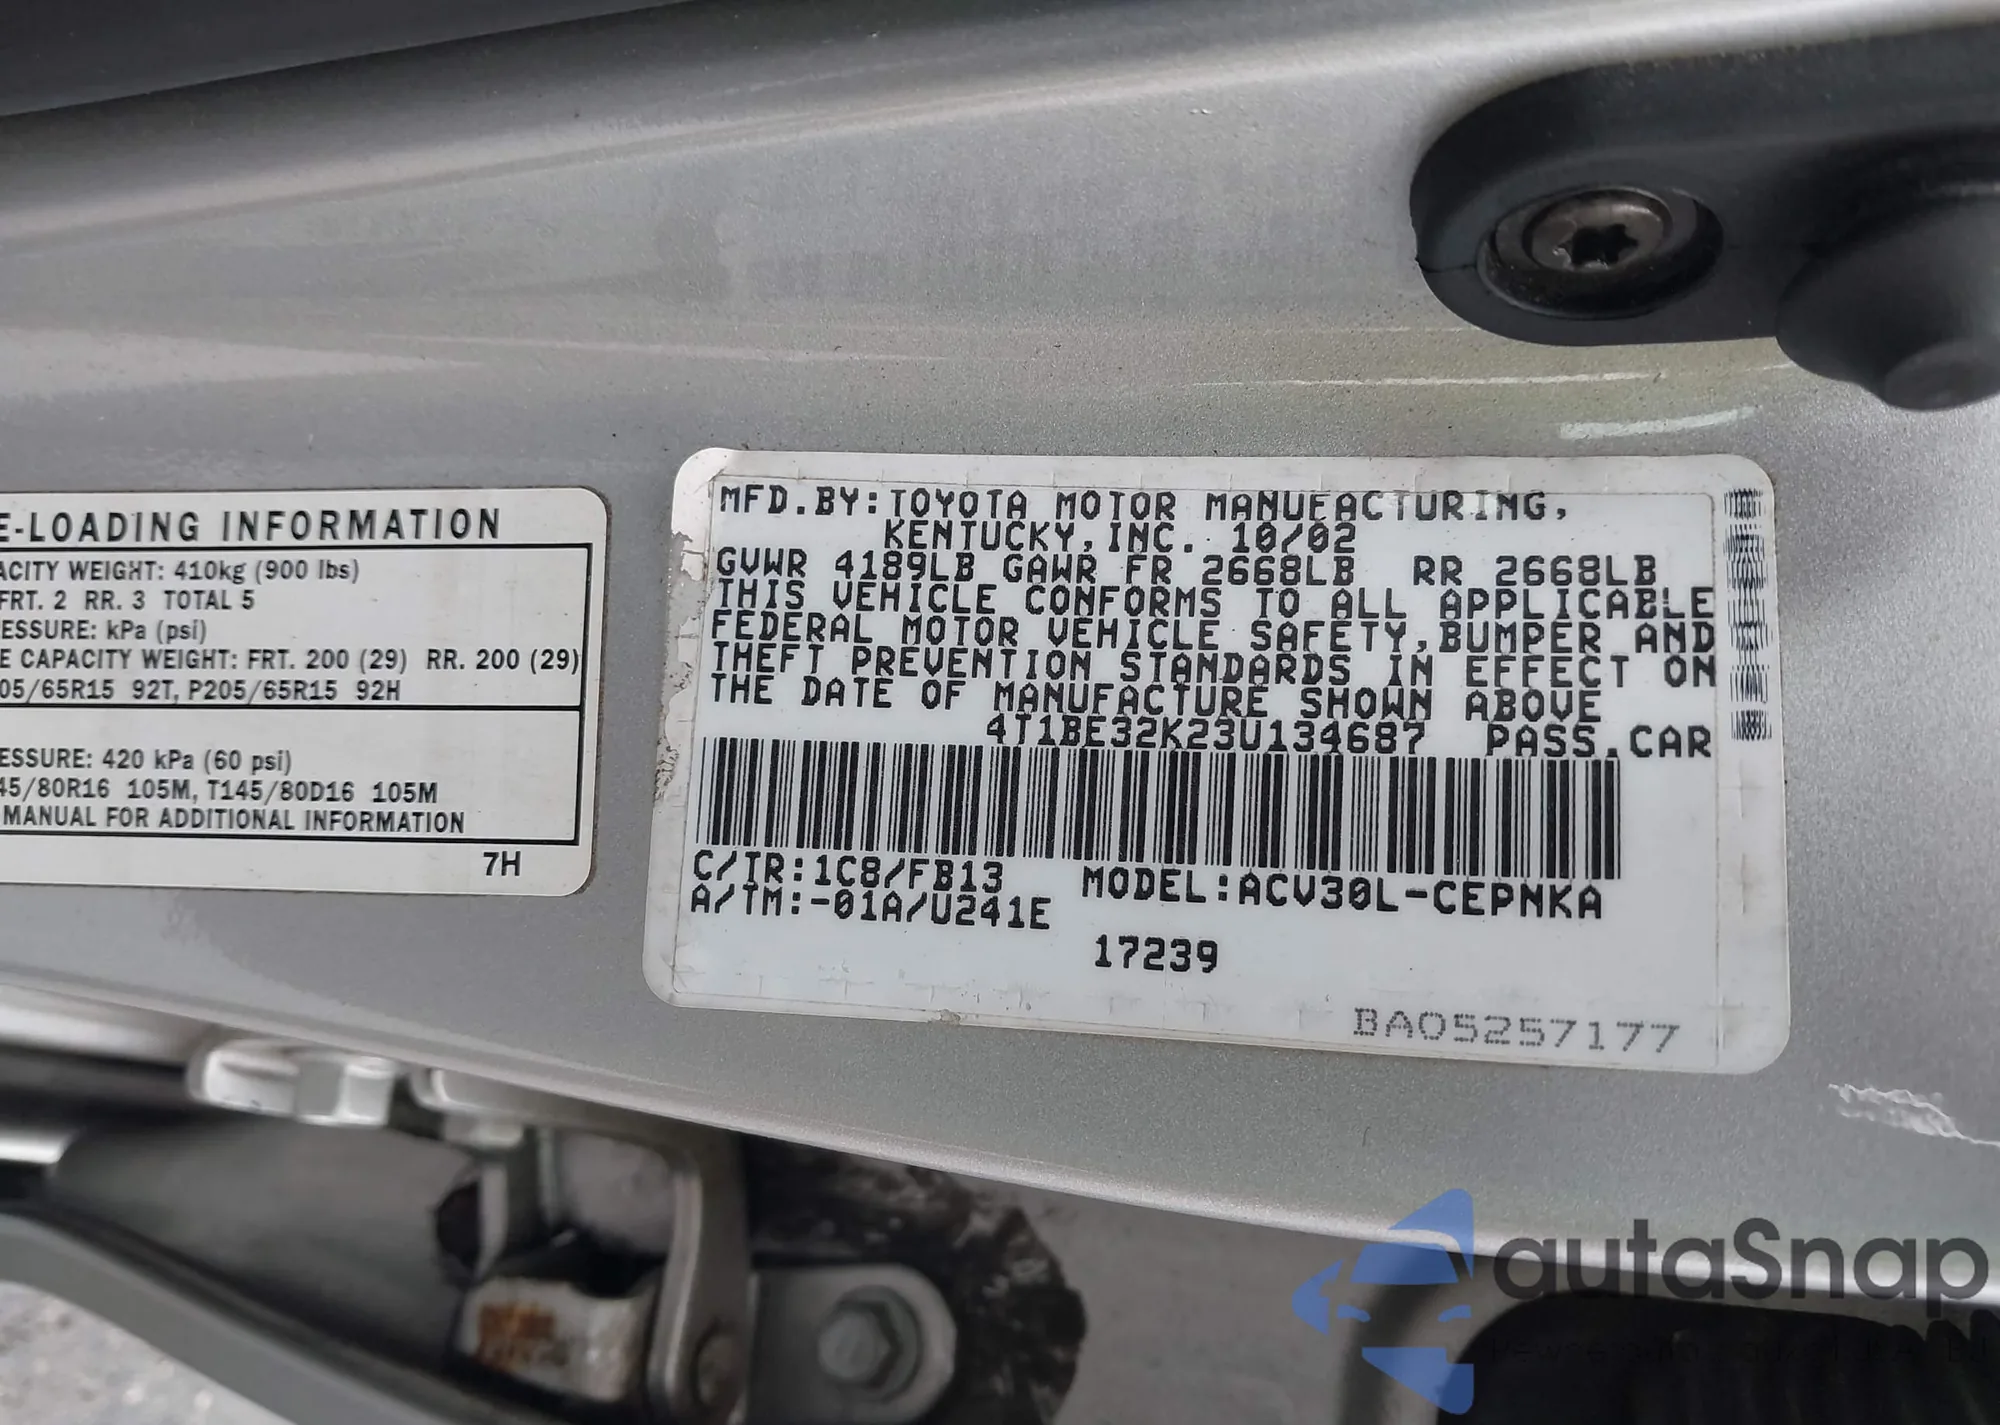 E-LOADING INFORMATION
ACITY WEIGHT: 410kg (900 lbs)
FRT. 2 RR. 3 TOTAL 5
ESSURE: kPa (psi)
E CAPACITY WEIGHT: FRT. 200 (29) RR. 200 (29)
05/65R15 92T, P205/65R15 92H
ESSURE: 420 kPa (60 psi)
45/80R16 105M, T145/80D16 105M
MANUAL FOR ADDITIONAL INFORMATION
7H
MFD.BY:TOYOTA MOTOR MANUFACTURING,
KENTUCKY,INC. 10/02
GVWR 4189LB GAWR FR 2668LB RR 2668LB
THIS VEHICLE CONFORMS TO ALL APPLICABLE
FEDERAL MOTOR VEHICLE SAFETY,BUMPER AND
THEFT PREVENTION STANDARDS IN EFFECT ON
THE DATE OF MANUFACTURE SHOWN ABOVE
4T1BE32K23U134687 PASS.CAR
C/TR:1C8/FB13 MODEL:ACV30L-CEPNKA
A/TM:-01A/U241E
17239
BA05257177
autaSnap